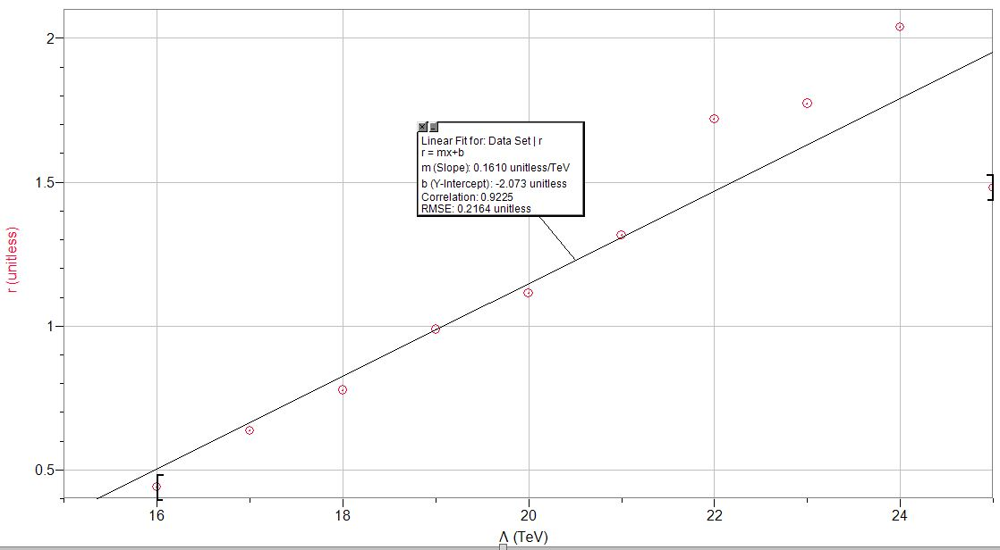 2
1.5
1
0.5
r (unitless)
Linear Fit for: Data Set | r
r = mx+b
m (Slope): 0.1610 unitless/TeV
b (Y-Intercept): -2.073 unitless
Correlation: 0.9225
RMSE: 0.2164 unitless
16 18 20 22 24
Λ (TeV)